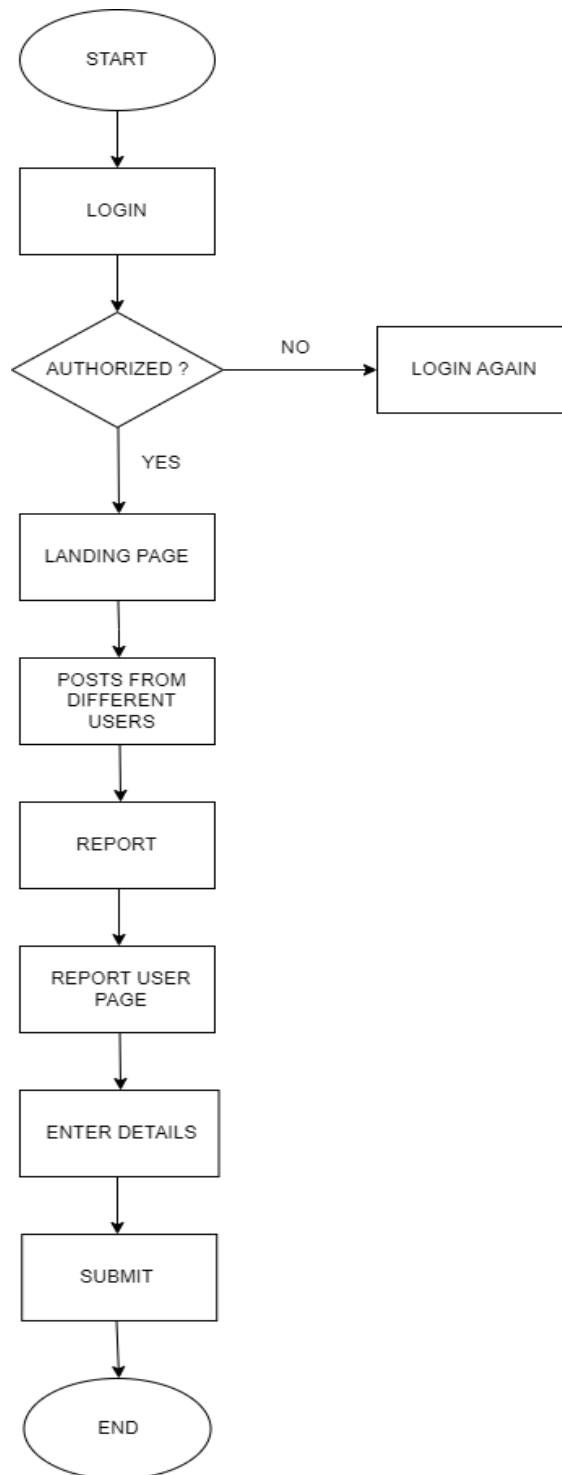 START
LOGIN
AUTHORIZED ?
NO
LOGIN AGAIN
YES
LANDING PAGE
POSTS FROM
DIFFERENT
USERS
REPORT
REPORT USER
PAGE
ENTER DETAILS
SUBMIT
END